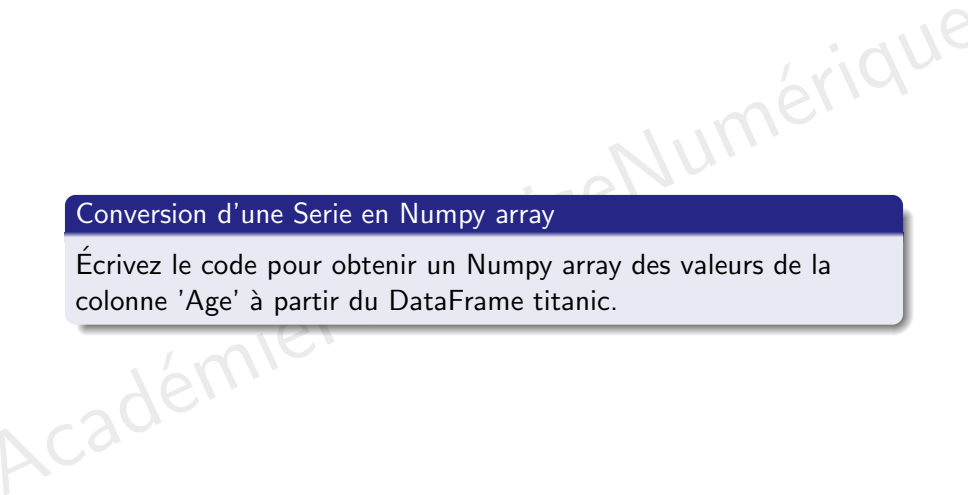 Conversion d'une Serie en Numpy array
Écrivez le code pour obtenir un Numpy array des valeurs de la
colonne 'Age' à partir du DataFrame titanic.